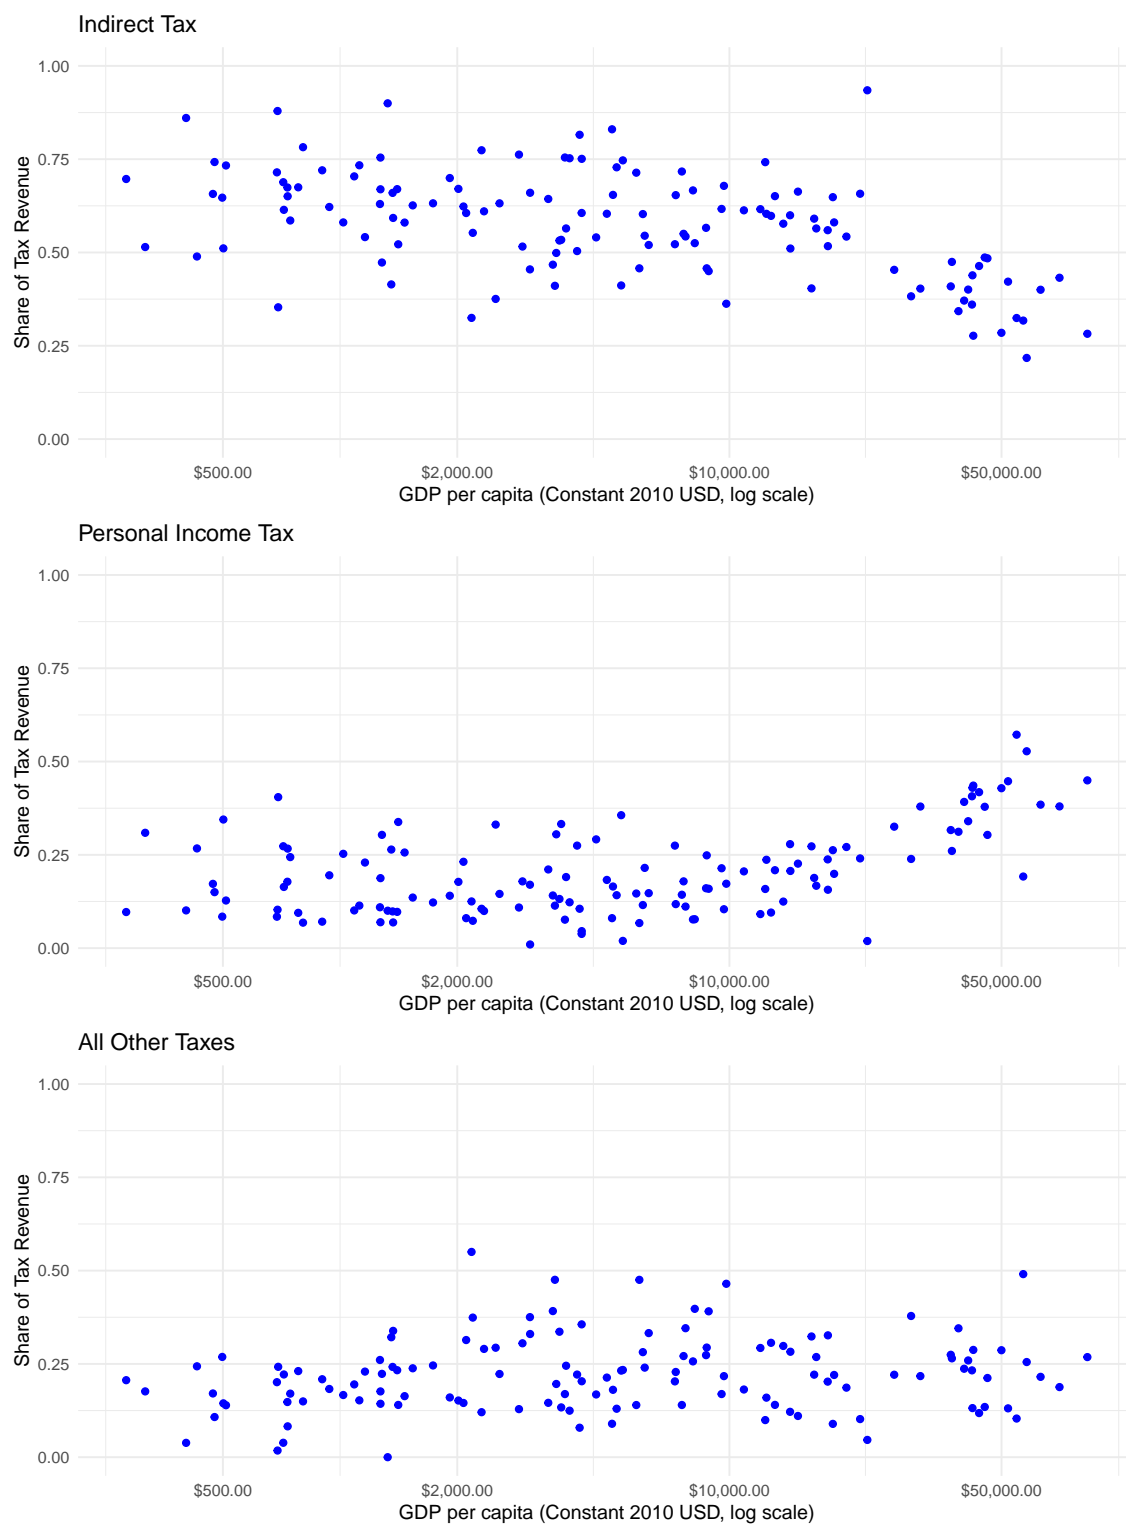 Indirect Tax
1.00
0.75
0.50
0.25
0.00
Share of Tax Revenue
$500.00 $2,000.00 $10,000.00 $50,000.00
GDP per capita (Constant 2010 USD, log scale)
Personal Income Tax
1.00
0.75
0.50
0.25
0.00
Share of Tax Revenue
$500.00 $2,000.00 $10,000.00 $50,000.00
GDP per capita (Constant 2010 USD, log scale)
All Other Taxes
1.00
0.75
0.50
0.25
0.00
Share of Tax Revenue
$500.00 $2,000.00 $10,000.00 $50,000.00
GDP per capita (Constant 2010 USD, log scale)